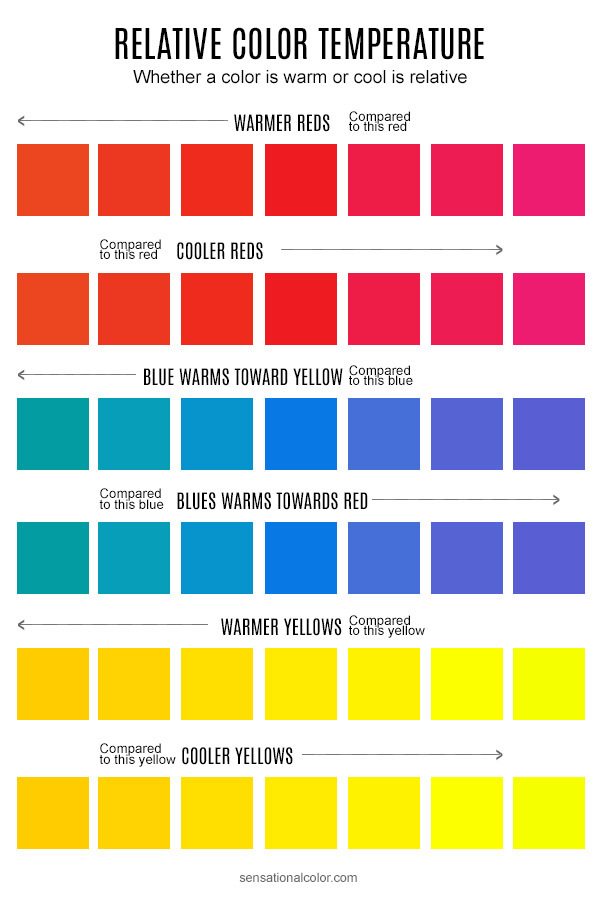 RELATIVE COLOR TEMPERATURE
Whether a color is warm or cool is relative
WARMER REDS
Compared
to this red
Compared
to this red
COOLER REDS
BLUE WARMS TOWARD YELLOW
Compared
to this blue
Compared
to this blue
BLUES WARMS TOWARDS RED
WARMER YELLOWS
Compared
to this yellow
Compared
to this yellow
COOLER YELLOWS
sensationalcolor.com